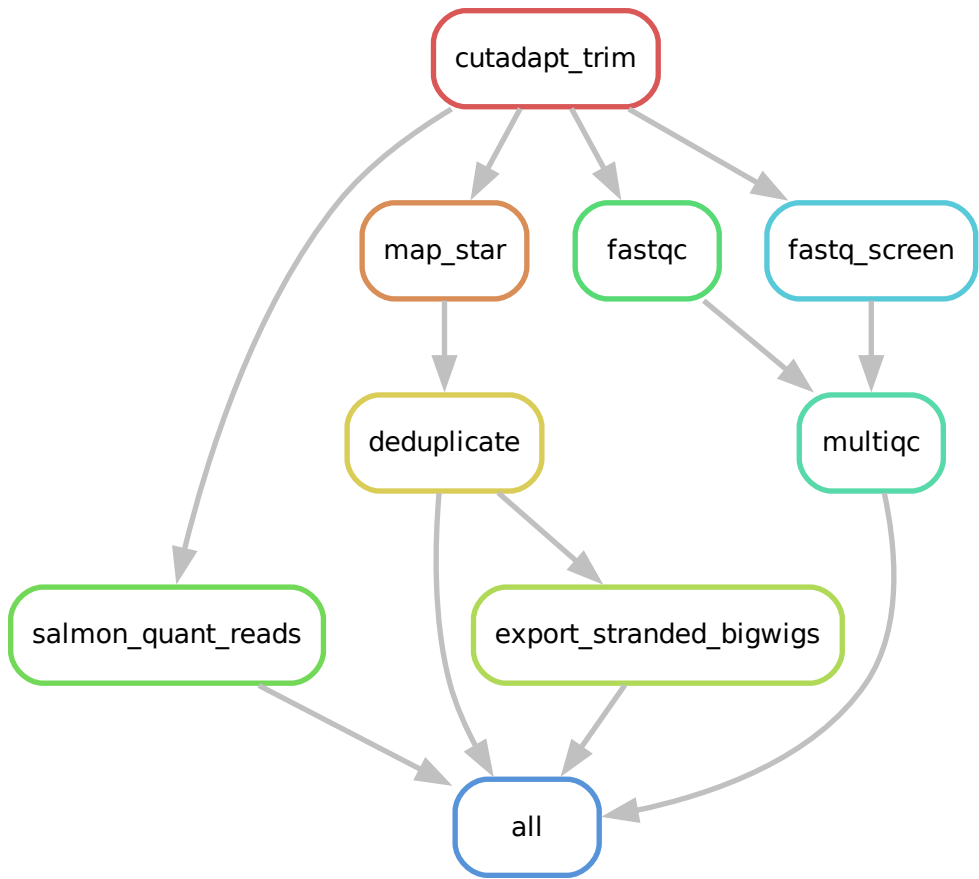 cutadapt_trim
map_star
fastqc
fastq_screen
deduplicate
multiqc
salmon_quant_reads
export_stranded_bigwigs
all